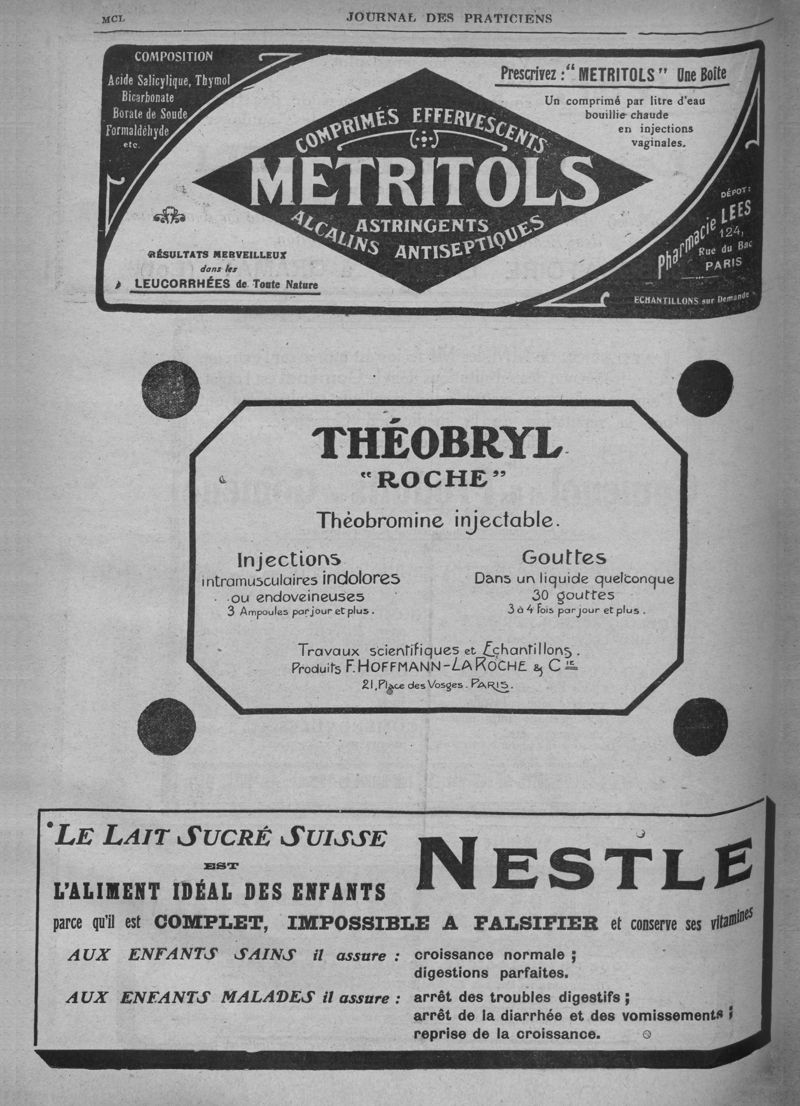 MCL
JOURNAL DES PRATICIENS
COMPOSITION
Acide Salicylique, Thymol
Bicarbonate
Borate de Soude
Formaldéhyde
etc.
Prescrivez : "METRITOLS" Une Boîte
Un comprimé par litre d'eau
bouillie chaude
en injections
vaginales.
COMPRIMÉS EFFERVESCENTS
METRITOLS
ASTRINGENTS
ALCALINS ANTISEPTIQUES
RÉSULTATS MERVEILLEUX
dans les
LEUCORRHÉES de Toute Nature
DÉPOT :
Pharmacie LEES
124,
Rue du Bac
PARIS
ECHANTILLONS sur Demande
THÉOBRYL
"ROCHE"
Théobromine injectable.
Injections
intramusculaires indolores
ou endoveineuses
3 Ampoules par jour et plus.
Gouttes
Dans un liquide quelconque
30 gouttes
3 à 4 fois par jour et plus.
Travaux scientifiques et Echantillons.
Produits F. HOFFMANN-LA ROCHE & Cie
21, Place des Vosges. PARIS.
LE LAIT SUCRÉ SUISSE
EST
L'ALIMENT IDÉAL DES ENFANTS
NESTLE
parce qu'il est COMPLET, IMPOSSIBLE A FALSIFIER et conserve ses vitamines
AUX ENFANTS SAINS il assure : croissance normale ;
digestions parfaites.
AUX ENFANTS MALADES il assure : arrêt des troubles digestifs ;
arrêt de la diarrhée et des vomissements ;
reprise de la croissance.